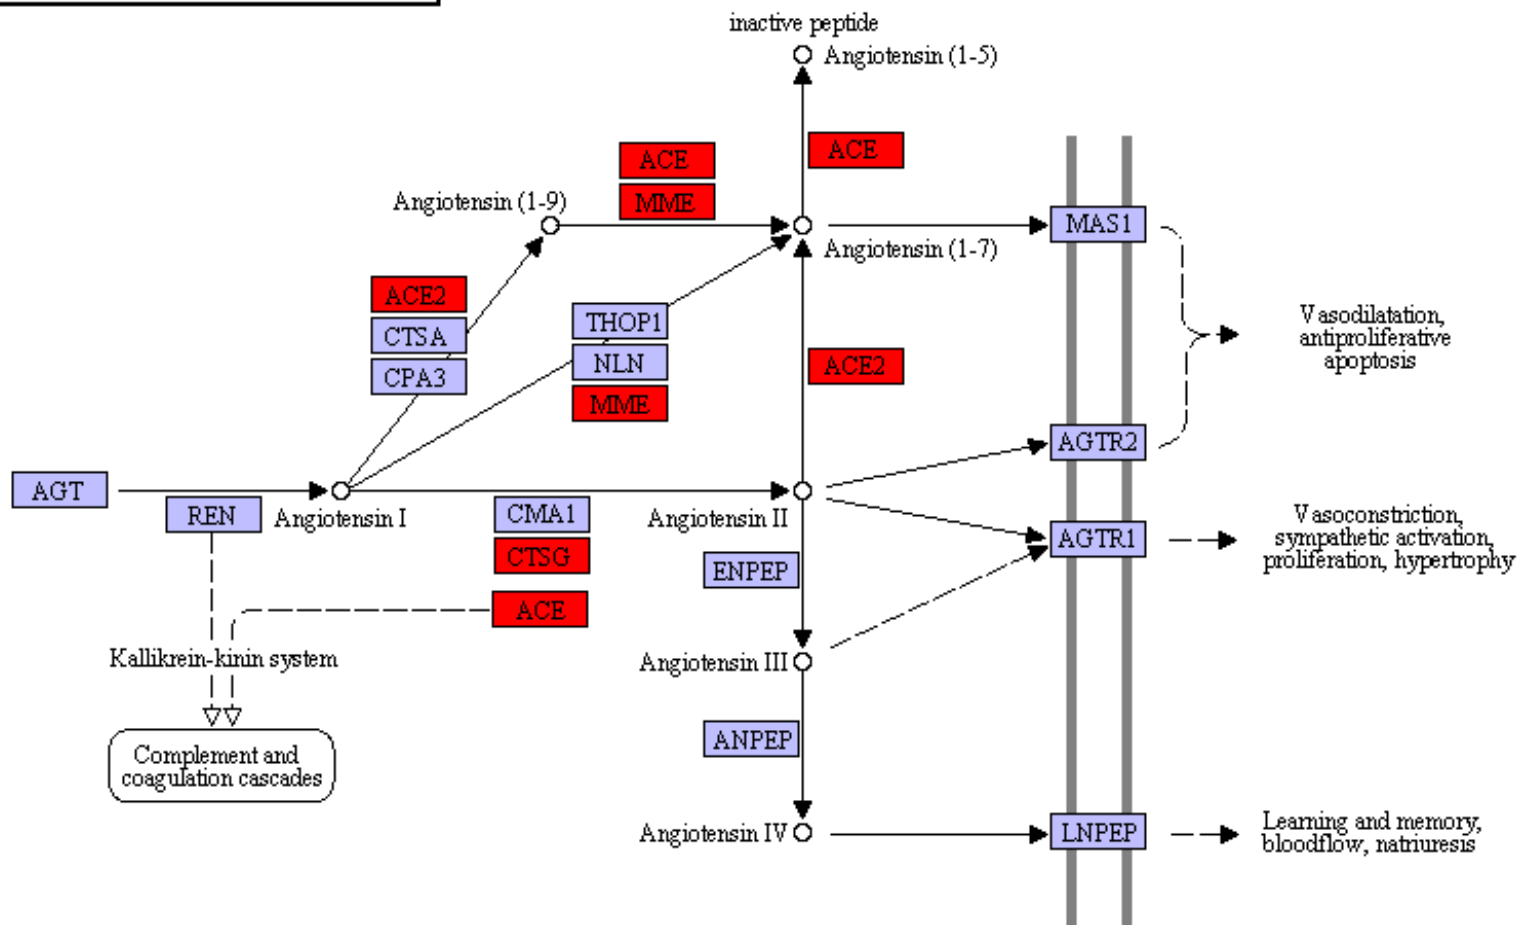 inactive peptide
Angiotensin (1-5)
ACE
ACE
MME
Angiotensin (1-9)
MAS1
Angiotensin (1-7)
ACE2
CTSA
CPA3
THOP1
NLN
MME
ACE2
Vasodilatation,
antiproliferative
apoptosis
AGTR2
AGT
REN
Angiotensin I
CMA1
CTSG
ACE
Angiotensin II
ENPEP
AGTR1
Vasoconstriction,
sympathetic activation,
proliferation, hypertrophy
Kallikrein-kinin system
Angiotensin III
ANPEP
Complement and
coagulation cascades
Angiotensin IV
LNPEP
Learning and memory,
bloodflow, natriuresis